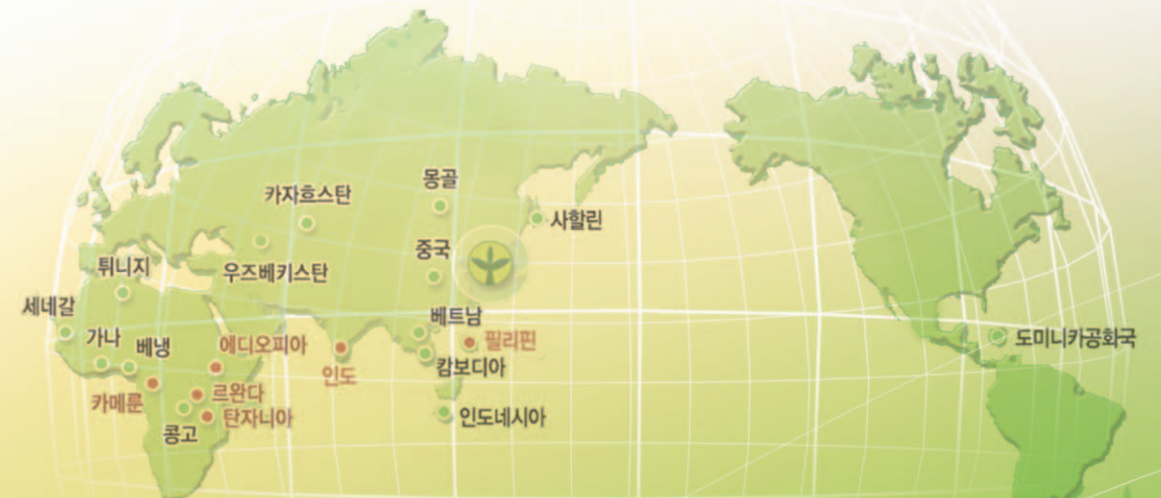 몽골
카자흐스탄
사할린
중국
튀니지
우즈베키스탄
세네갈
베트남
가나
베냉
에디오피아
필리핀
도미니카공화국
인도
캄보디아
카메룬
르완다
탄자니아
인도네시아
콩고